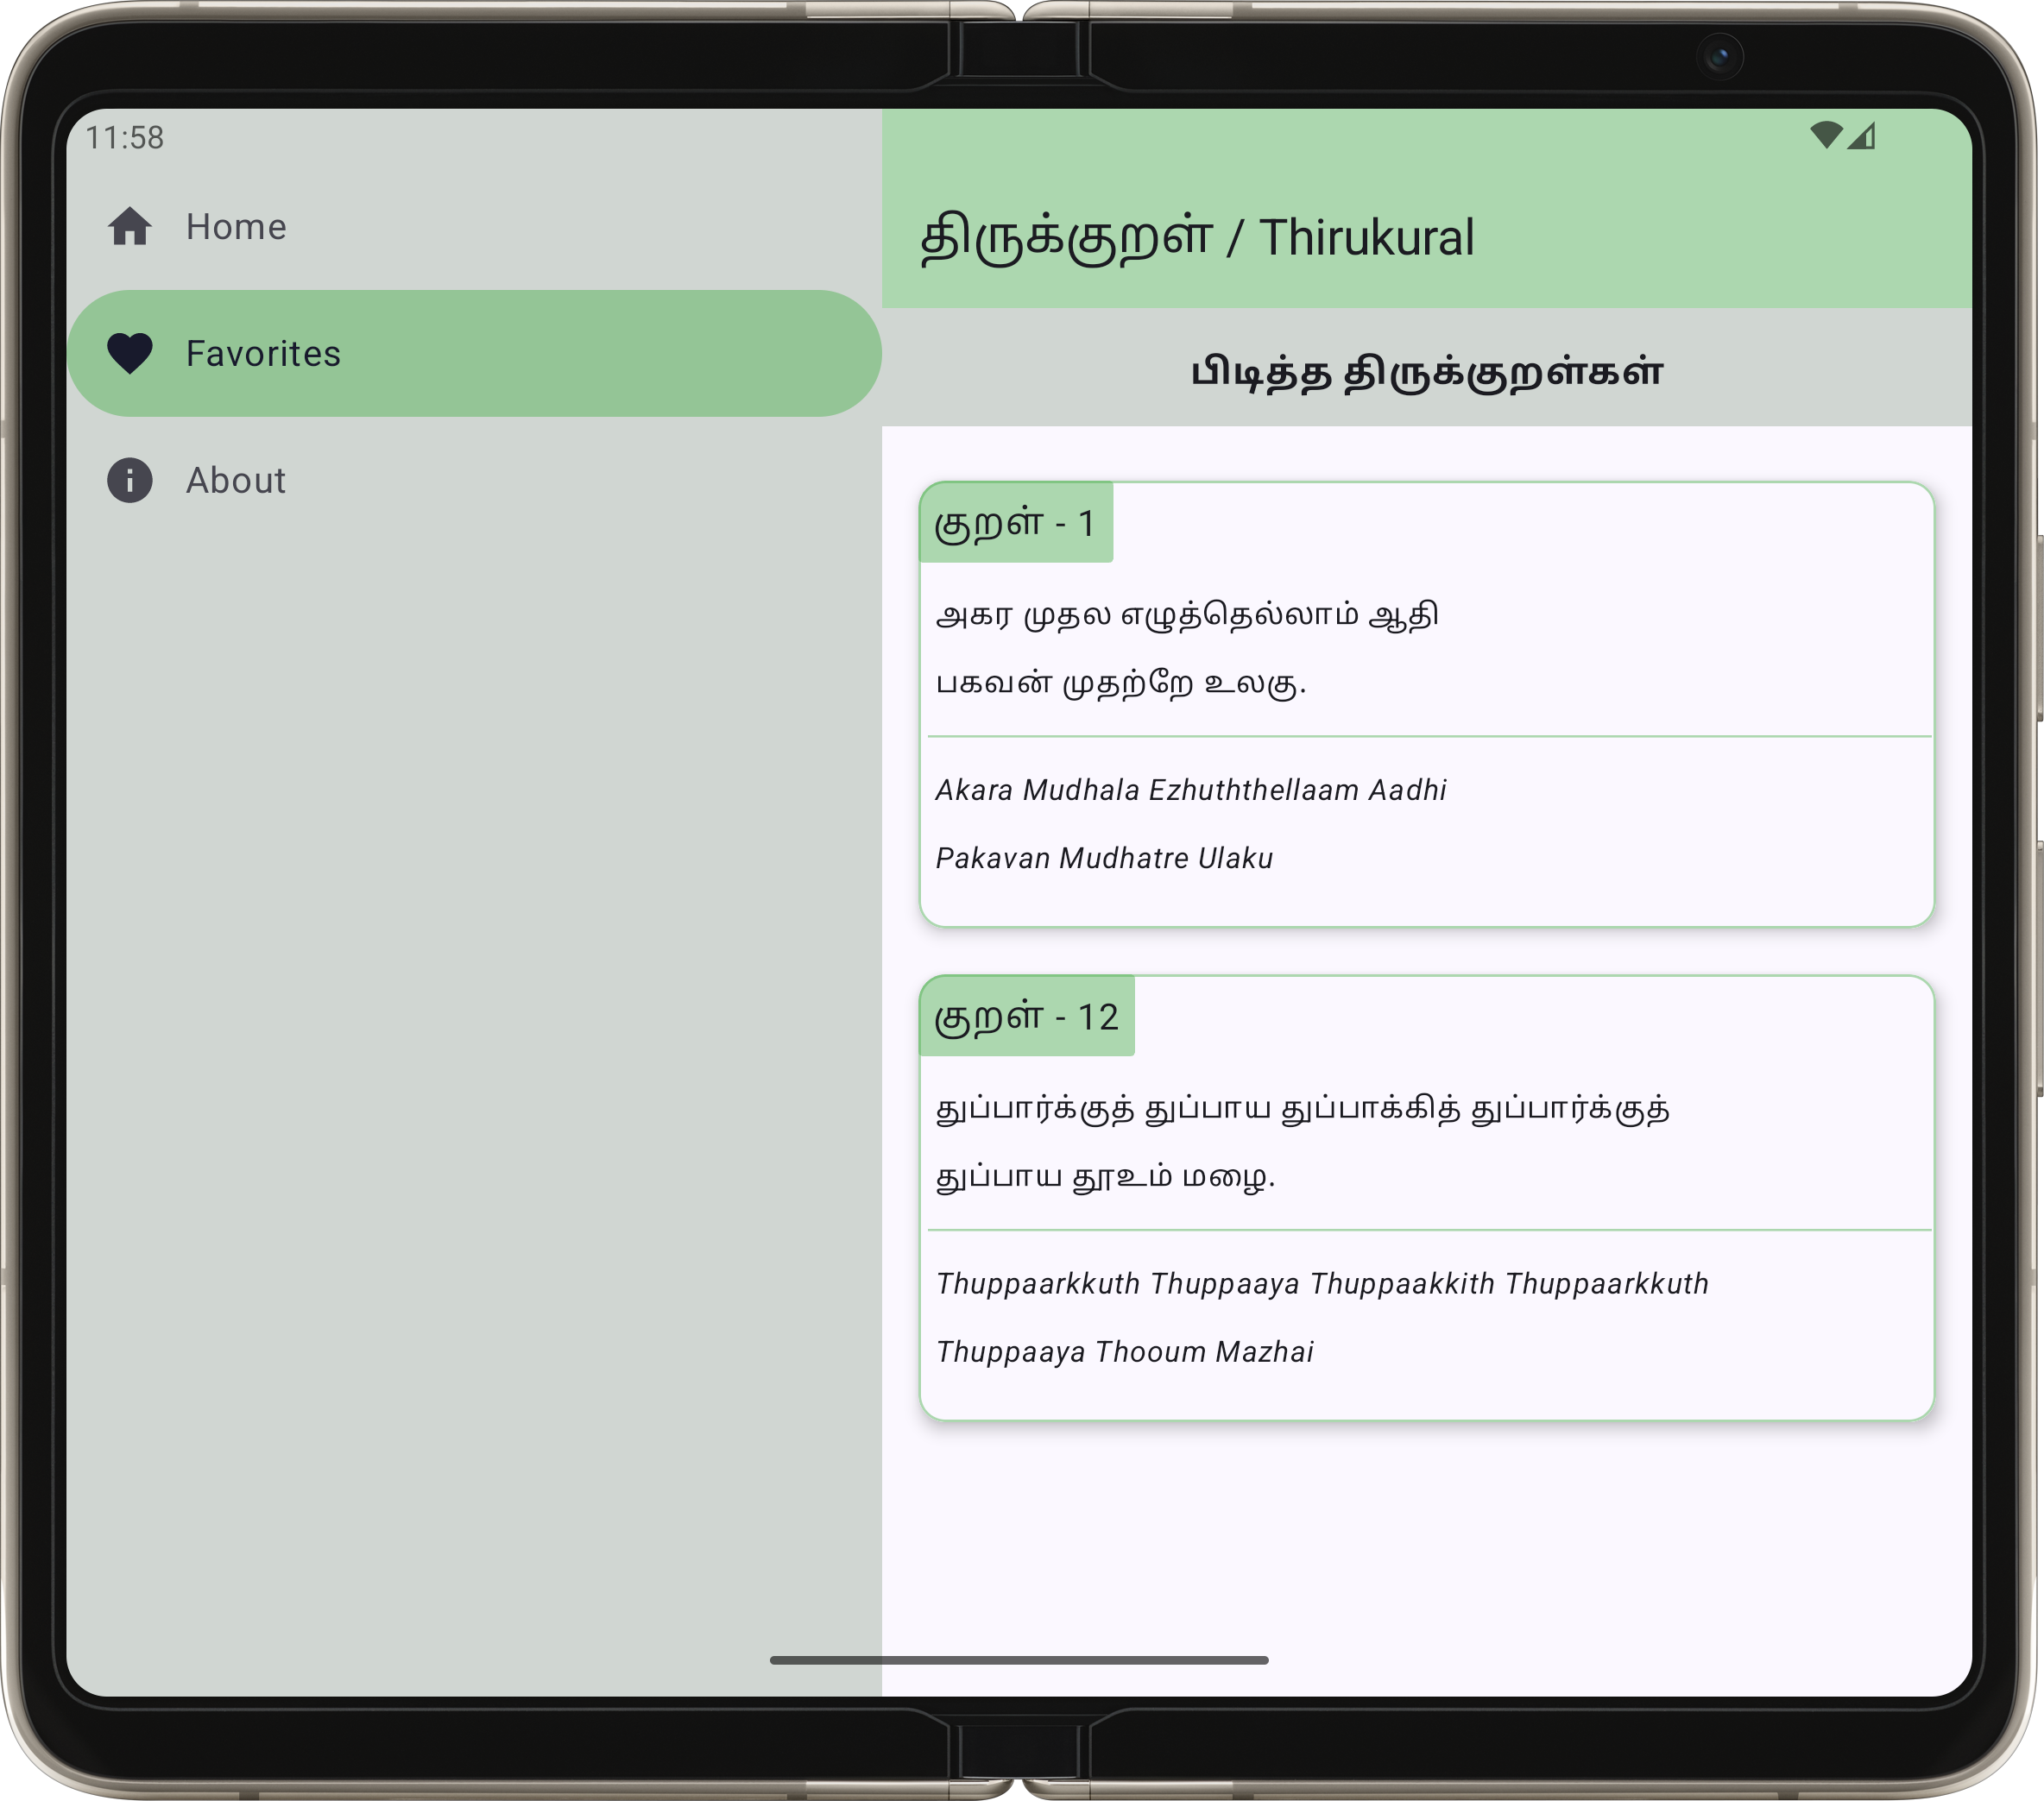 11:58
Home
Favorites
About
திருக்குறள் / Thirukural
பிடித்த திருக்குறள்கள்
குறள் - 1
அகர முதல எழுத்தெல்லாம் ஆதி
பகவன் முதற்றே உலகு.
Akara Mudhala Ezhuththellaam Aadhi
Pakavan Mudhatre Ulaku
குறள் - 12
துப்பார்க்குத் துப்பாய துப்பாக்கித் துப்பார்க்குத்
துப்பாய தூஉம் மழை.
Thuppaarkkuth Thuppaaya Thuppaakkith Thuppaarkkuth
Thuppaaya Thooum Mazhai